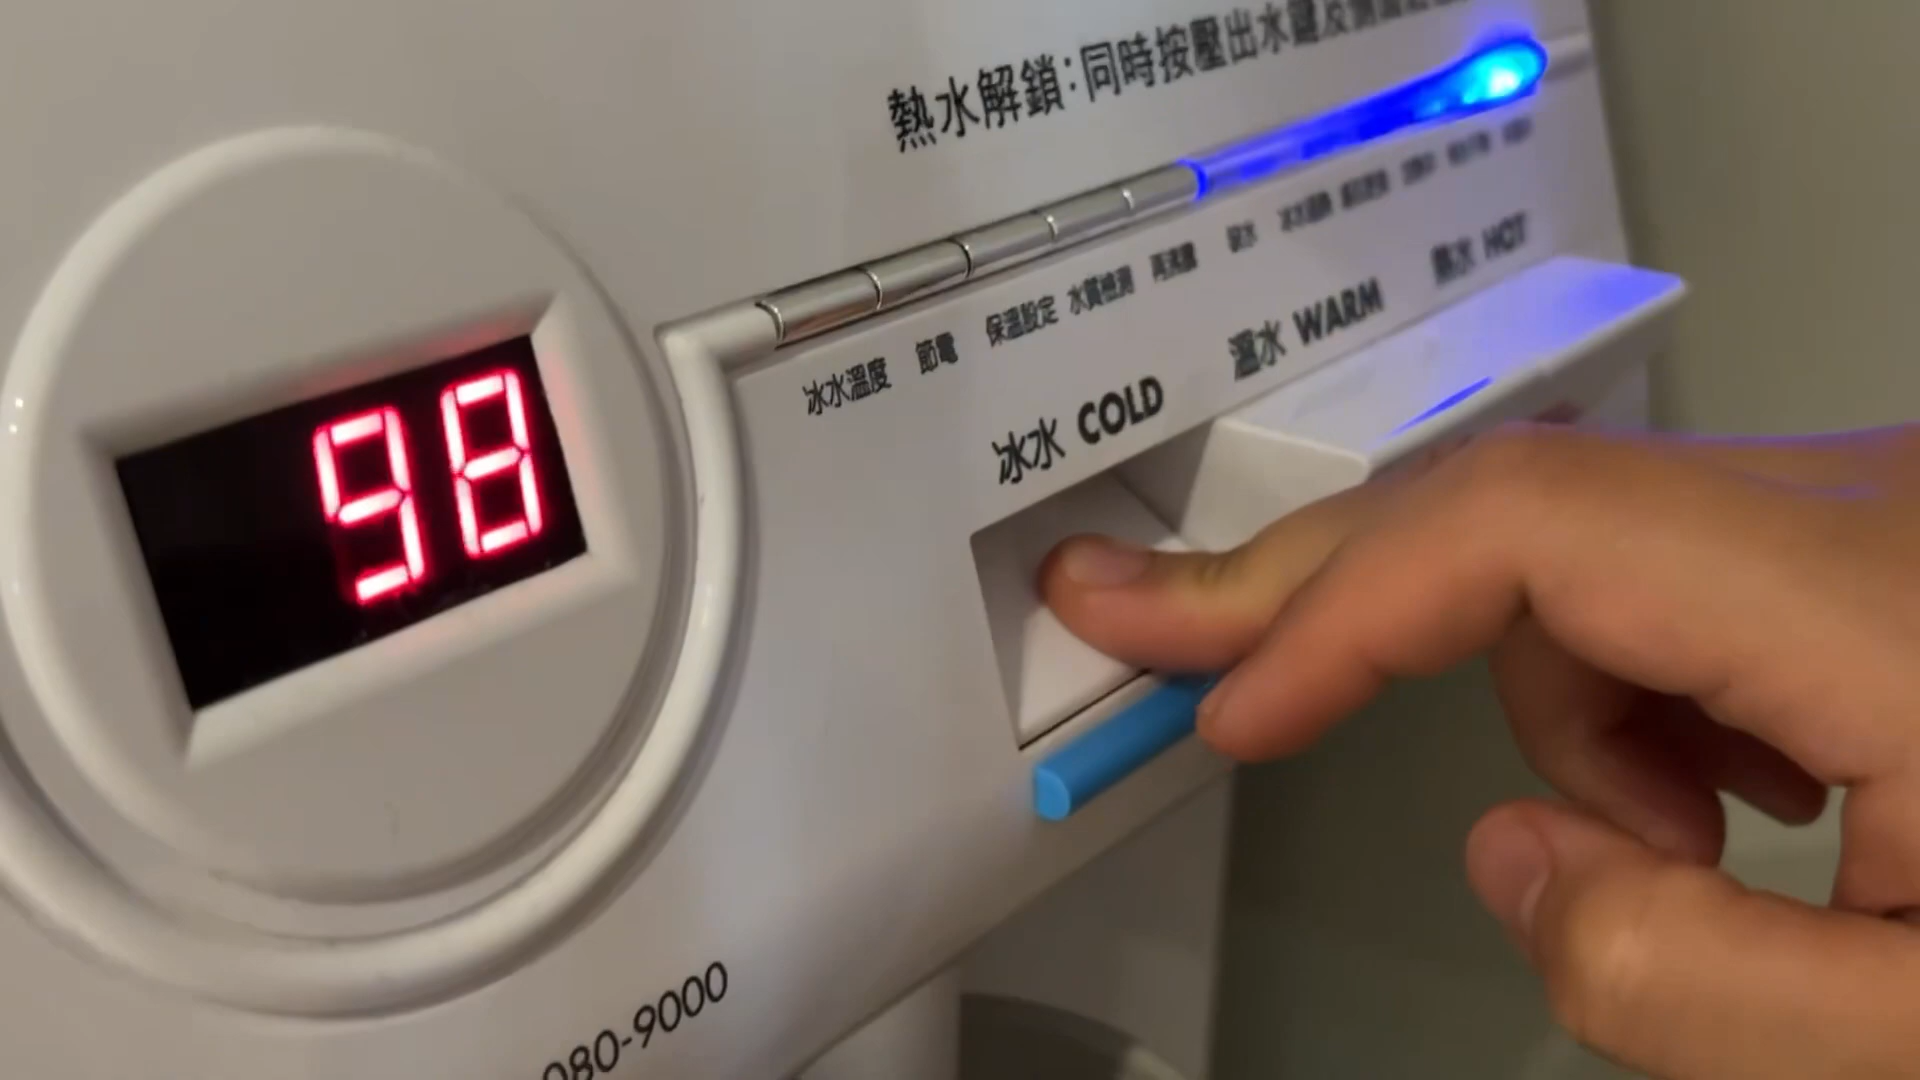 熱水解鎖:同時按壓出水鍵及
98
冰水溫度 節電 保溫設定 水質檢測 再沸騰 缺水
冰水 COLD 溫水 WARM 熱水 HOT
080-9000